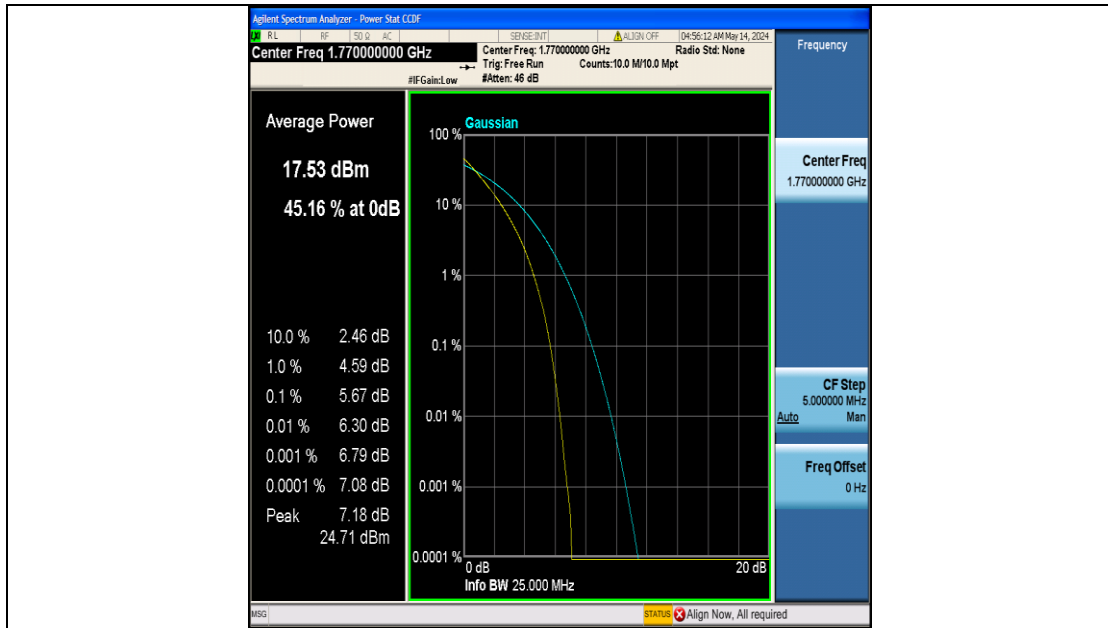 Agilent Spectrum Analyzer - Power Stat CCDF
RL RF 50 Ω AC SENSE:INT ALIGN OFF 04:56:12 AM May 14, 2024
Center Freq 1.770000000 GHz
Center Freq: 1.770000000 GHz Radio Std: None
Trig: Free Run Counts:10.0 M/10.0 Mpt
#IFGain:Low #Atten: 46 dB
Frequency
Average Power
17.53 dBm
45.16 % at 0dB
10.0 % 2.46 dB
1.0 % 4.59 dB
0.1 % 5.67 dB
0.01 % 6.30 dB
0.001 % 6.79 dB
0.0001 % 7.08 dB
Peak 7.18 dB
24.71 dBm
Gaussian
100 %
10 %
1 %
0.1 %
0.01 %
0.001 %
0.0001 %
0 dB 20 dB
Info BW 25.000 MHz
Center Freq
1.770000000 GHz
CF Step
5.000000 MHz
Auto Man
Freq Offset
0 Hz
MSG STATUS Align Now, All required